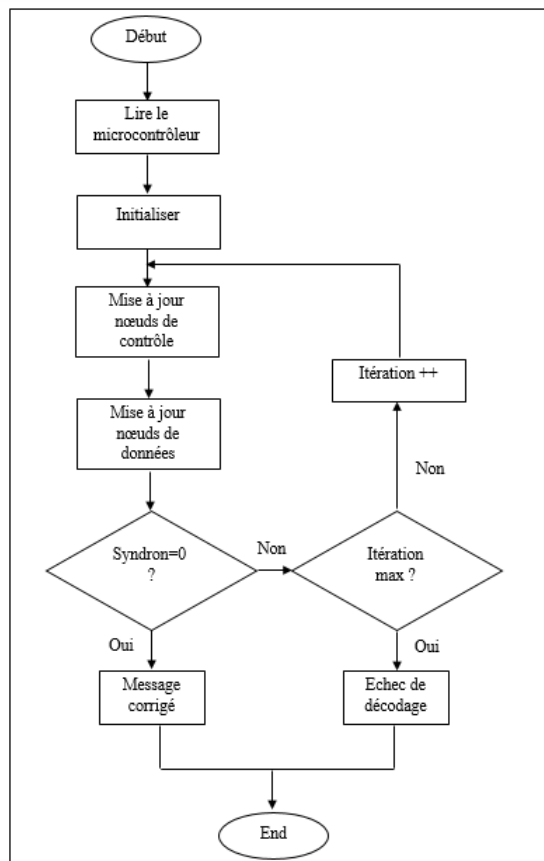 Début
Lire le
microcontrôleur
Initialiser
Mise à jour
nœuds de
contrôle
Itération ++
Mise à jour
nœuds de
données
Non
Syndron=0
?
Non
Itération
max ?
Oui
Oui
Message
corrigé
Echec de
décodage
End